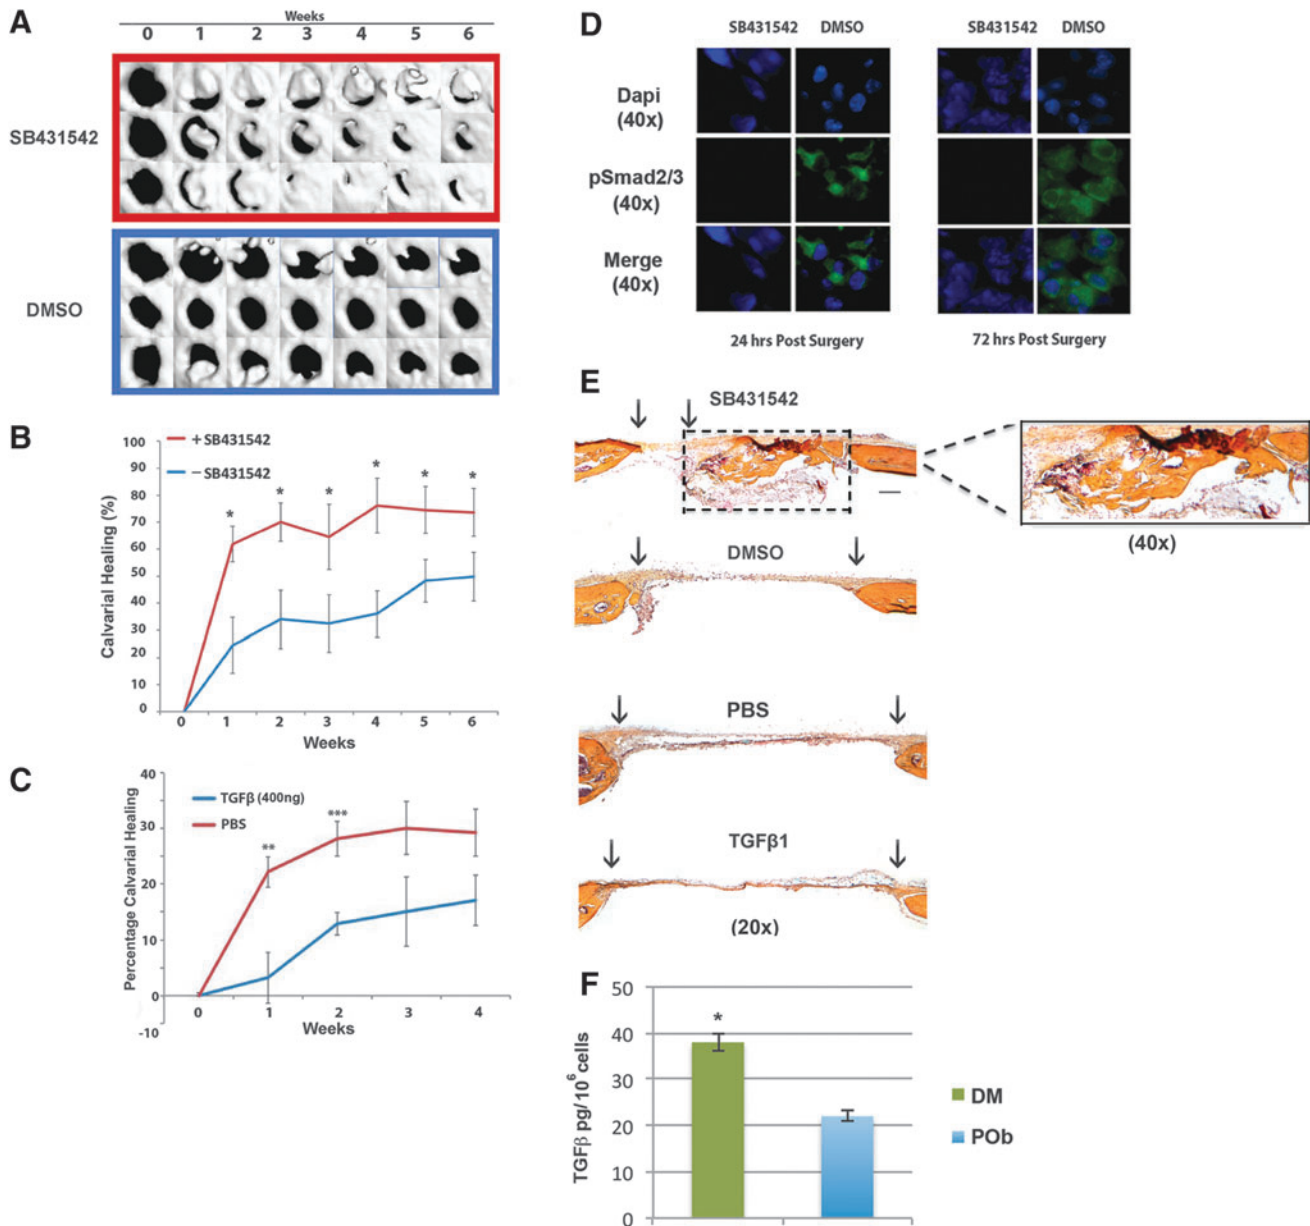 A
Weeks
0 1 2 3 4 5 6
SB431542
DMSO
B
+SB431542
−SB431542
Calvarial Healing (%)
100
90
80
70
60
50
40
30
20
10
0
* * * * * *
0 1 2 3 4 5 6
Weeks
C
TGFβ (400ng)
PBS
Percentage Calvarial Healing
40
30
20
10
0
-10
** ***
0 1 2 3 4
Weeks
D
SB431542 DMSO SB431542 DMSO
Dapi
(40x)
pSmad2/3
(40x)
Merge
(40x)
24 hrs Post Surgery 72 hrs Post Surgery
E
SB431542
(40x)
DMSO
PBS
TGFβ1
(20x)
F
TGFβ pg/10⁶ cells
50
40
30
20
10
0
*
DM
POb